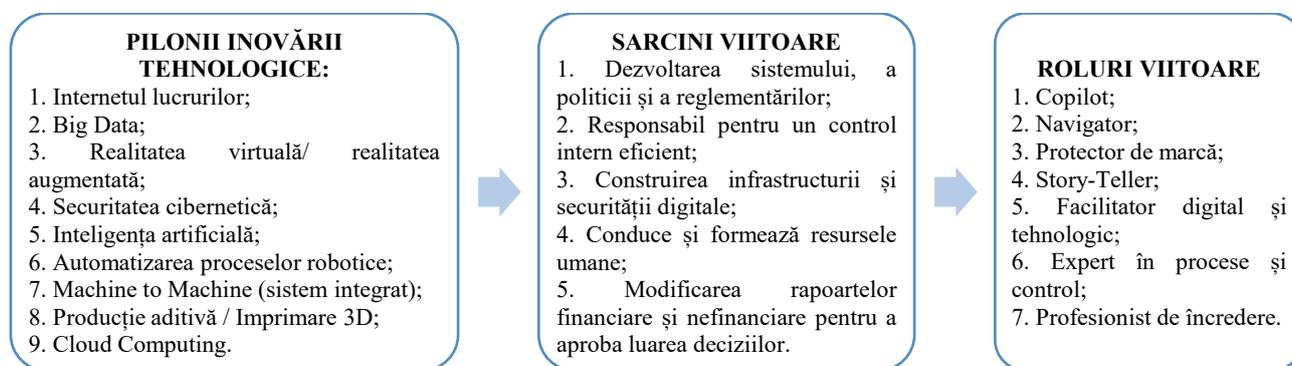 PILONII INOVĂRII
TEHNOLOGICE:
1. Internetul lucrurilor;
2. Big Data;
3. Realitatea virtuală/ realitatea
augmentată;
4. Securitatea cibernetică;
5. Inteligența artificială;
6. Automatizarea proceselor robotice;
7. Machine to Machine (sistem integrat);
8. Producție aditivă / Imprimare 3D;
9. Cloud Computing.
SARCINI VIITOARE
1. Dezvoltarea sistemului, a
politicii și a reglementărilor;
2. Responsabil pentru un control
intern eficient;
3. Construirea infrastructurii și
securității digitale;
4. Conduce și formează resursele
umane;
5. Modificarea rapoartelor
financiare și nefinanciare pentru a
aproba luarea deciziilor.
ROLURI VIITOARE
1. Copilot;
2. Navigator;
3. Protector de marcă;
4. Story-Teller;
5. Facilitator digital și
tehnologic;
6. Expert în procese și
control;
7. Profesionist de încredere.